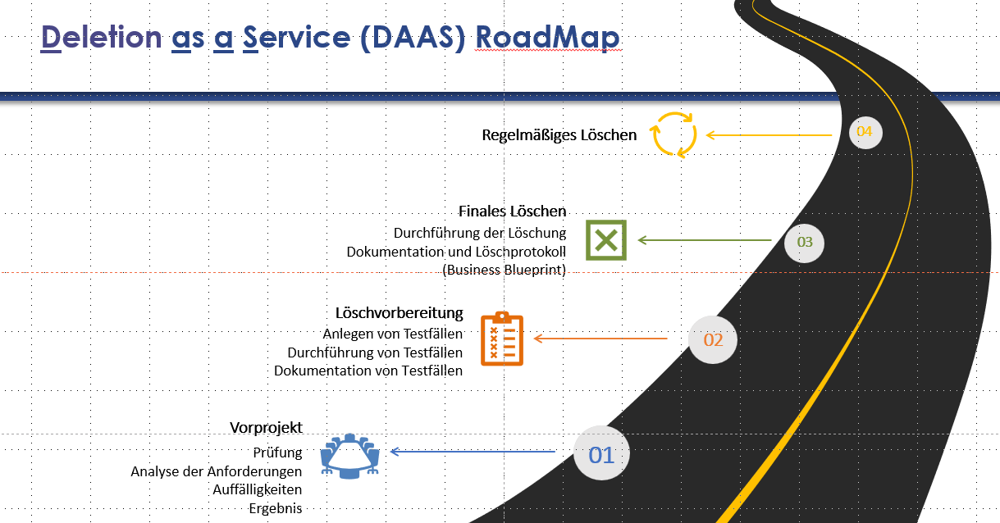 Deletion as a Service (DAAS) RoadMap
04
Regelmäßiges Löschen
03
Finales Löschen
Durchführung der Löschung
Dokumentation und Löschprotokoll
(Business Blueprint)
02
Löschvorbereitung
Anlegen von Testfällen
Durchführung von Testfällen
Dokumentation von Testfällen
01
Vorprojekt
Prüfung
Analyse der Anforderungen
Auffälligkeiten
Ergebnis